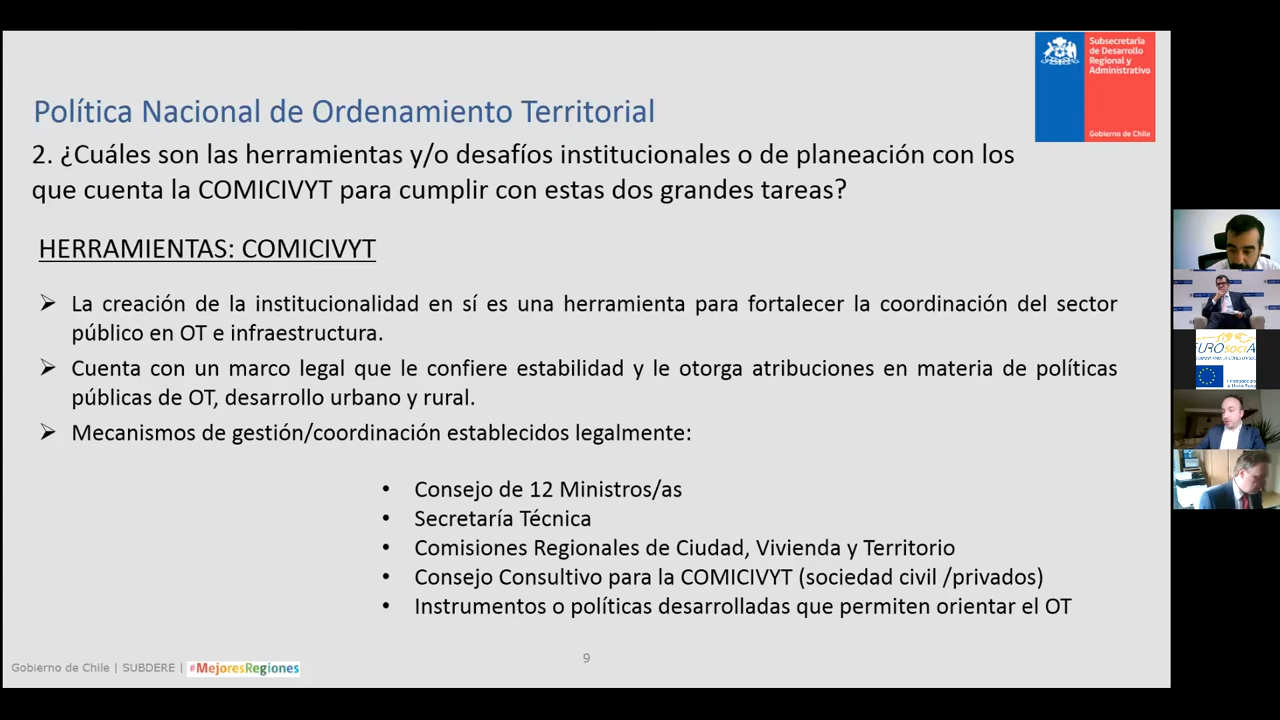 Subsecretaría
de Desarrollo
Regional y
Administrativo
Gobierno de Chile
Política Nacional de Ordenamiento Territorial
2. ¿Cuáles son las herramientas y/o desafíos institucionales o de planeación con los
que cuenta la COMICIVYT para cumplir con estas dos grandes tareas?
HERRAMIENTAS: COMICIVYT
➢ La creación de la institucionalidad en sí es una herramienta para fortalecer la coordinación del sector
público en OT e infraestructura.
➢ Cuenta con un marco legal que le confiere estabilidad y le otorga atribuciones en materia de políticas
públicas de OT, desarrollo urbano y rural.
➢ Mecanismos de gestión/coordinación establecidos legalmente:
• Consejo de 12 Ministros/as
• Secretaría Técnica
• Comisiones Regionales de Ciudad, Vivienda y Territorio
• Consejo Consultivo para la COMICIVYT (sociedad civil /privados)
• Instrumentos o políticas desarrolladas que permiten orientar el OT
Gobierno de Chile | SUBDERE | #MejoresRegiones
9